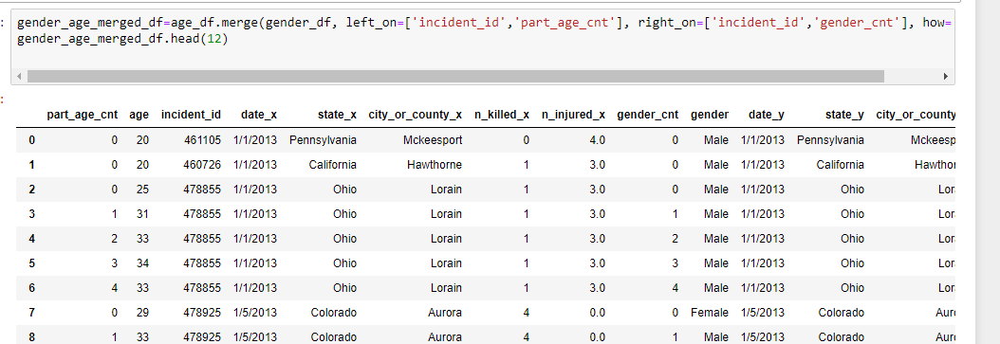 gender_age_merged_df=age_df.merge(gender_df, left_on=['incident_id','part_age_cnt'], right_on=['incident_id','gender_cnt'], how=
gender_age_merged_df.head(12)
part_age_cnt age incident_id date_x state_x city_or_county_x n_killed_x n_injured_x gender_cnt gender date_y state_y city_or_county
0 0 20 461105 1/1/2013 Pennsylvania Mckeesport 0 4.0 0 Male 1/1/2013 Pennsylvania Mckeesp
1 0 20 460726 1/1/2013 California Hawthorne 1 3.0 0 Male 1/1/2013 California Hawthor
2 0 25 478855 1/1/2013 Ohio Lorain 1 3.0 0 Male 1/1/2013 Ohio Lor
3 1 31 478855 1/1/2013 Ohio Lorain 1 3.0 1 Male 1/1/2013 Ohio Lor
4 2 33 478855 1/1/2013 Ohio Lorain 1 3.0 2 Male 1/1/2013 Ohio Lor
5 3 34 478855 1/1/2013 Ohio Lorain 1 3.0 3 Male 1/1/2013 Ohio Lor
6 4 33 478855 1/1/2013 Ohio Lorain 1 3.0 4 Male 1/1/2013 Ohio Lor
7 0 29 478925 1/5/2013 Colorado Aurora 4 0.0 0 Female 1/5/2013 Colorado Aur
8 1 33 478925 1/5/2013 Colorado Aurora 4 0.0 1 Male 1/5/2013 Colorado Aur